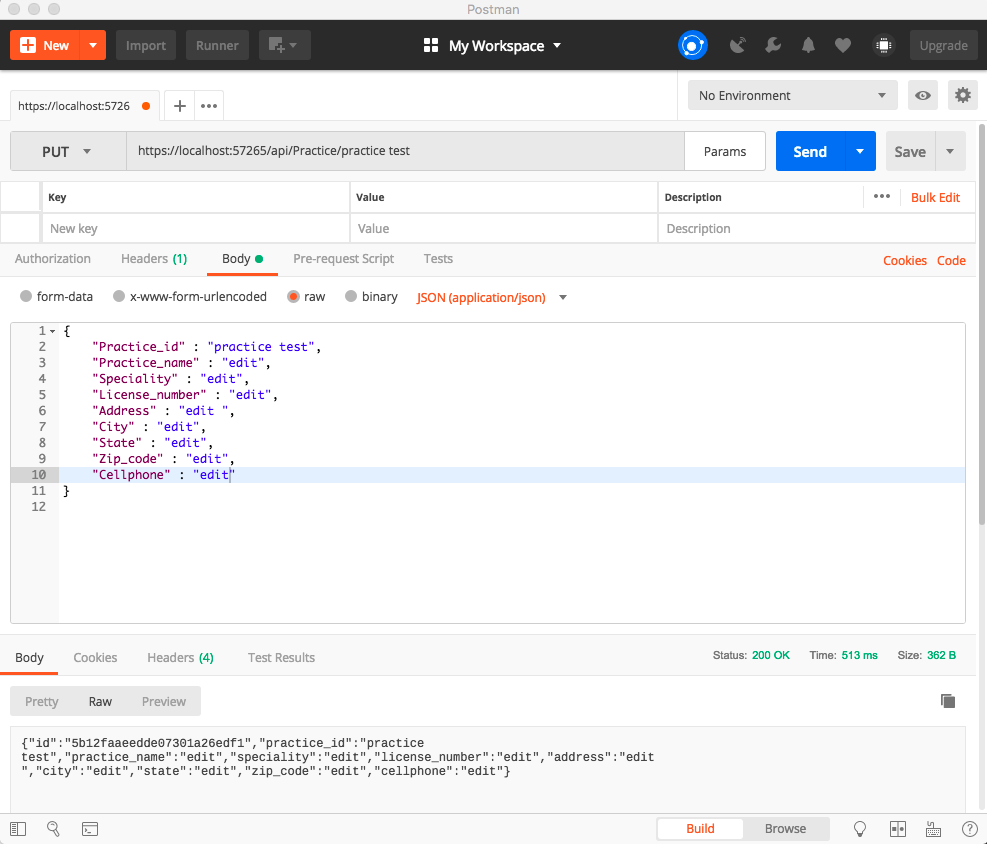 Postman
New
Import
Runner
My Workspace
Upgrade
https://localhost:5726
No Environment
PUT
https://localhost:57265/api/Practice/practice test
Params
Send
Save
Key Value Description Bulk Edit
New key Value Description
Authorization Headers (1) Body Pre-request Script Tests Cookies Code
form-data x-www-form-urlencoded raw binary JSON (application/json)
1 {
2 "Practice_id" : "practice test",
3 "Practice_name" : "edit",
4 "Speciality" : "edit",
5 "License_number" : "edit",
6 "Address" : "edit ",
7 "City" : "edit",
8 "State" : "edit",
9 "Zip_code" : "edit",
10 "Cellphone" : "edit"
11 }
12
Body Cookies Headers (4) Test Results Status: 200 OK Time: 513 ms Size: 362 B
Pretty Raw Preview
{"id":"5b12faaeedde07301a26edf1","practice_id":"practice
test","practice_name":"edit","speciality":"edit","license_number":"edit","address":"edit
","city":"edit","state":"edit","zip_code":"edit","cellphone":"edit"}
Build Browse